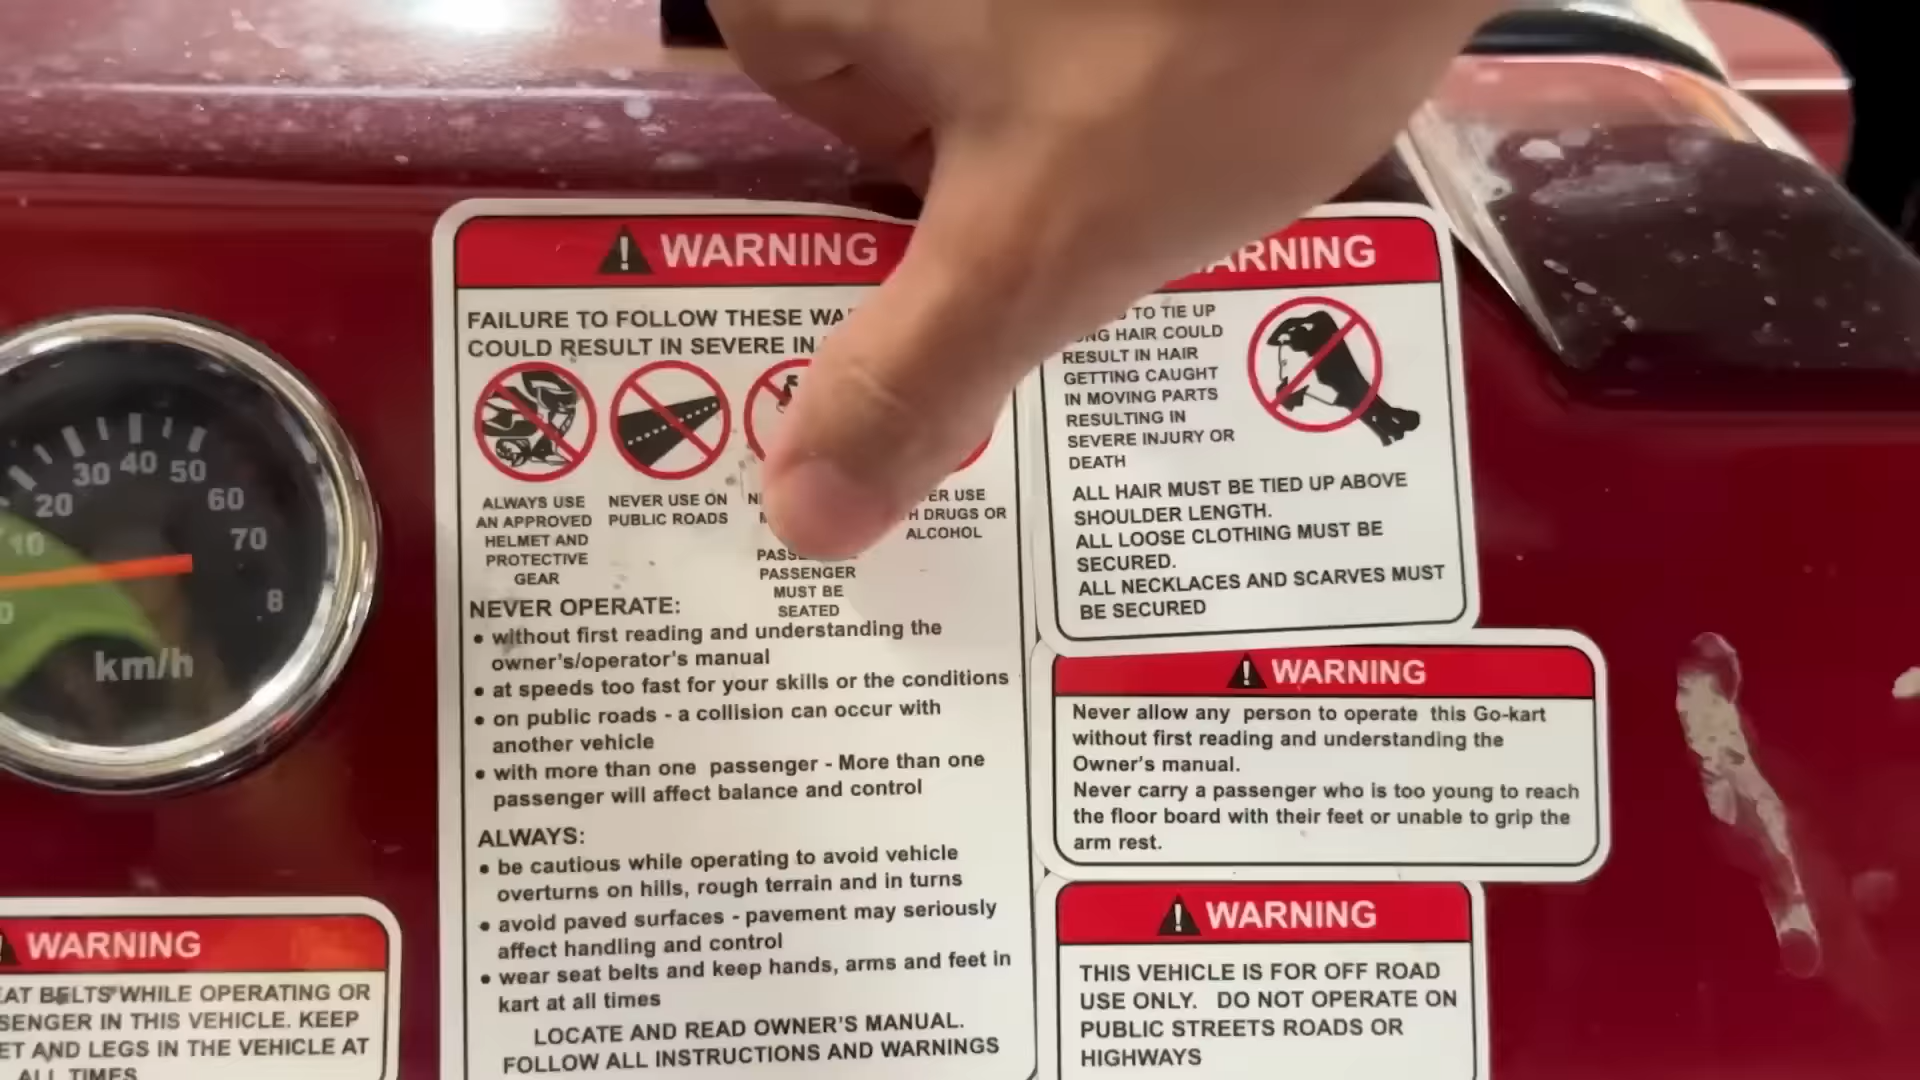 20
30
40
50
60
70
8
10
0
km/h
WARNING
FAILURE TO FOLLOW THESE
COULD RESULT IN SEVERE
ALWAYS USE
AN APPROVED
HELMET AND
PROTECTIVE
GEAR
NEVER USE ON
PUBLIC ROADS
PASSENGER
MUST BE
SEATED
USE
DRUGS OR
ALCOHOL
NEVER OPERATE:
• without first reading and understanding the
owner's/operator's manual
• at speeds too fast for your skills or the conditions
• on public roads - a collision can occur with
another vehicle
• with more than one passenger - More than one
passenger will affect balance and control
ALWAYS:
• be cautious while operating to avoid vehicle
overturns on hills, rough terrain and in turns
• avoid paved surfaces - pavement may seriously
affect handling and control
• wear seat belts and keep hands, arms and feet in
kart at all times
LOCATE AND READ OWNER'S MANUAL.
FOLLOW ALL INSTRUCTIONS AND WARNINGS
WARNING
TO TIE UP
HAIR COULD
RESULT IN HAIR
GETTING CAUGHT
IN MOVING PARTS
RESULTING IN
SEVERE INJURY OR
DEATH
ALL HAIR MUST BE TIED UP ABOVE
SHOULDER LENGTH.
ALL LOOSE CLOTHING MUST BE
SECURED.
ALL NECKLACES AND SCARVES MUST
BE SECURED
WARNING
Never allow any person to operate this Go-kart
without first reading and understanding the
Owner's manual.
Never carry a passenger who is too young to reach
the floor board with their feet or unable to grip the
arm rest.
WARNING
THIS VEHICLE IS FOR OFF ROAD
USE ONLY. DO NOT OPERATE ON
PUBLIC STREETS ROADS OR
HIGHWAYS
WARNING
BELTS WHILE OPERATING OR
IN THIS VEHICLE. KEEP
AND LEGS IN THE VEHICLE AT
ALL TIMES